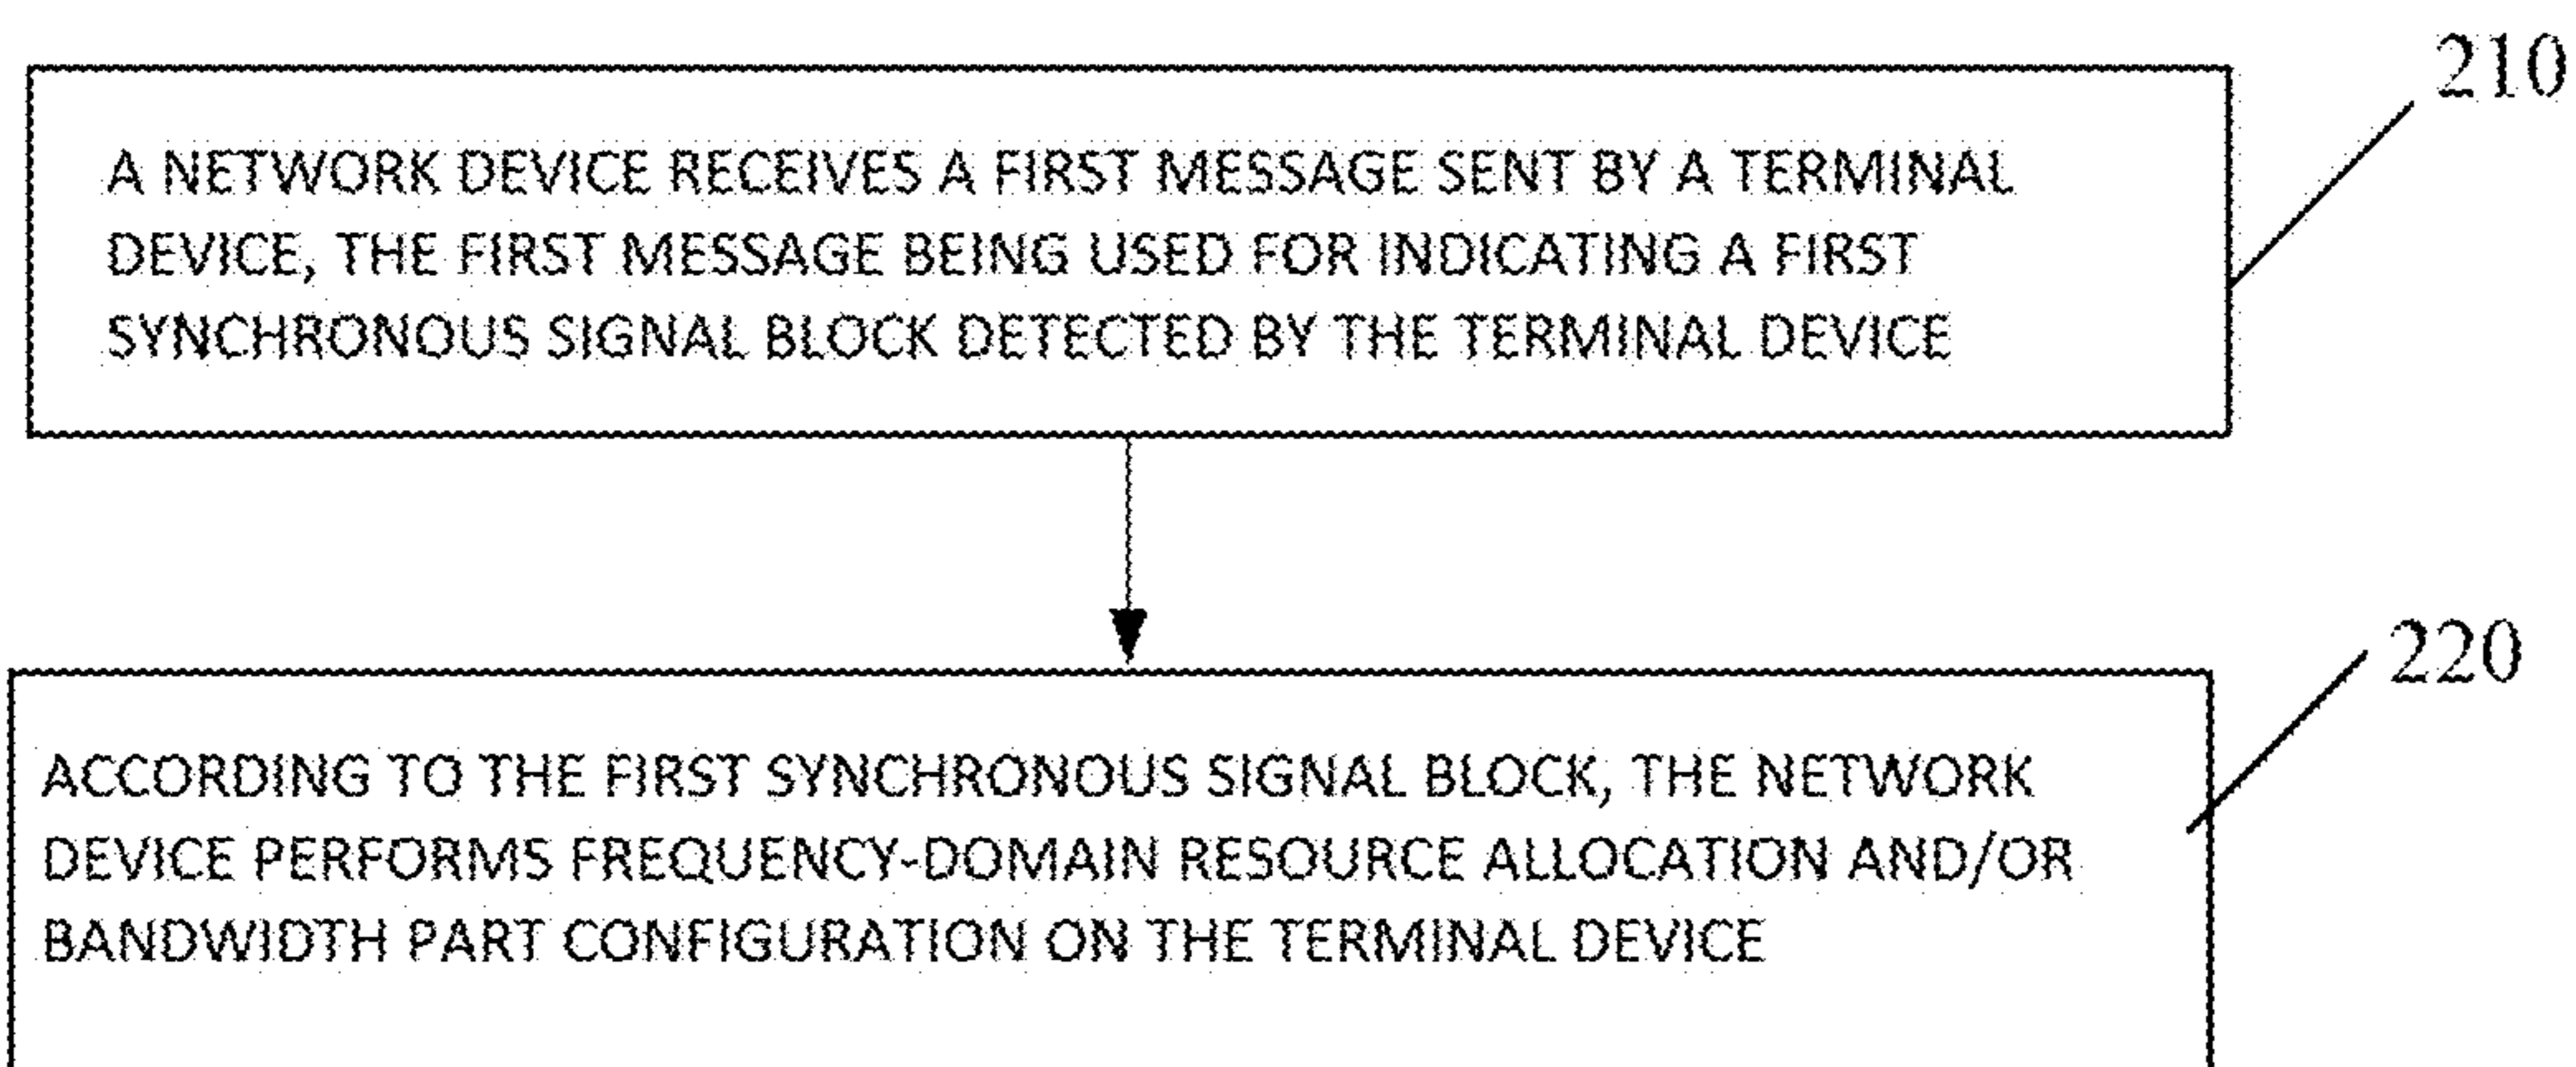 210
A NETWORK DEVICE RECEIVES A FIRST MESSAGE SENT BY A TERMINAL
DEVICE, THE FIRST MESSAGE BEING USED FOR INDICATING A FIRST
SYNCHRONOUS SIGNAL BLOCK DETECTED BY THE TERMINAL DEVICE
220
ACCORDING TO THE FIRST SYNCHRONOUS SIGNAL BLOCK, THE NETWORK
DEVICE PERFORMS FREQUENCY-DOMAIN RESOURCE ALLOCATION AND/OR
BANDWIDTH PART CONFIGURATION ON THE TERMINAL DEVICE